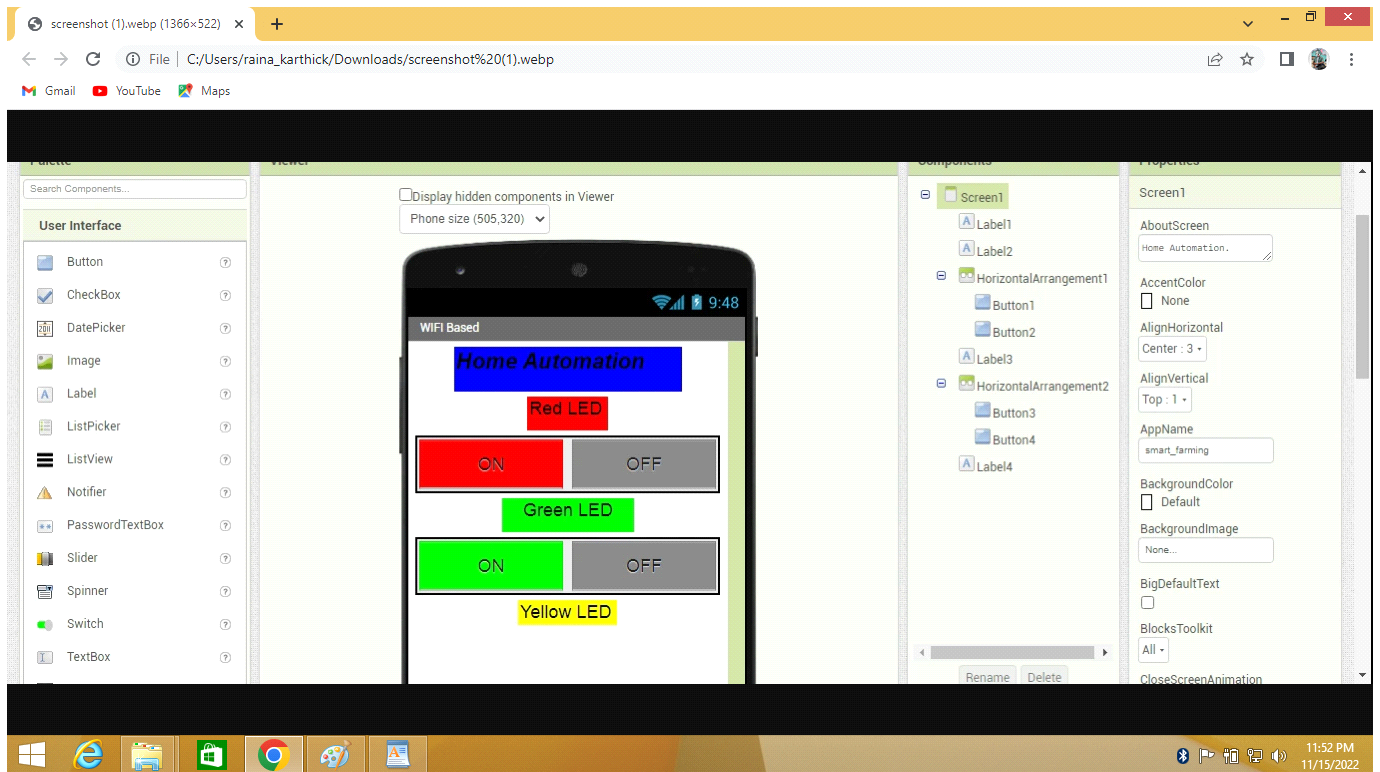 screenshot (1).webp (1366×522)
File
C:/Users/raina_karthick/Downloads/screenshot%20(1).webp
Gmail
YouTube
Maps
Palette
Viewer
Components
Properties
Search Components...
User Interface
Button
CheckBox
DatePicker
Image
Label
ListPicker
ListView
Notifier
PasswordTextBox
Slider
Spinner
Switch
TextBox
Display hidden components in Viewer
Phone size (505,320)
9:48
WIFI Based
Home Automation
Red LED
ON OFF
Green LED
ON OFF
Yellow LED
Screen1
Label1
Label2
HorizontalArrangement1
Button1
Button2
Label3
HorizontalArrangement2
Button3
Button4
Label4
Rename Delete
Screen1
AboutScreen
Home Automation.
AccentColor
None
AlignHorizontal
Center : 3
AlignVertical
Top : 1
AppName
smart_farming
BackgroundColor
Default
BackgroundImage
None...
BigDefaultText
BlocksToolkit
All
CloseScreenAnimation
11:52 PM
11/15/2022